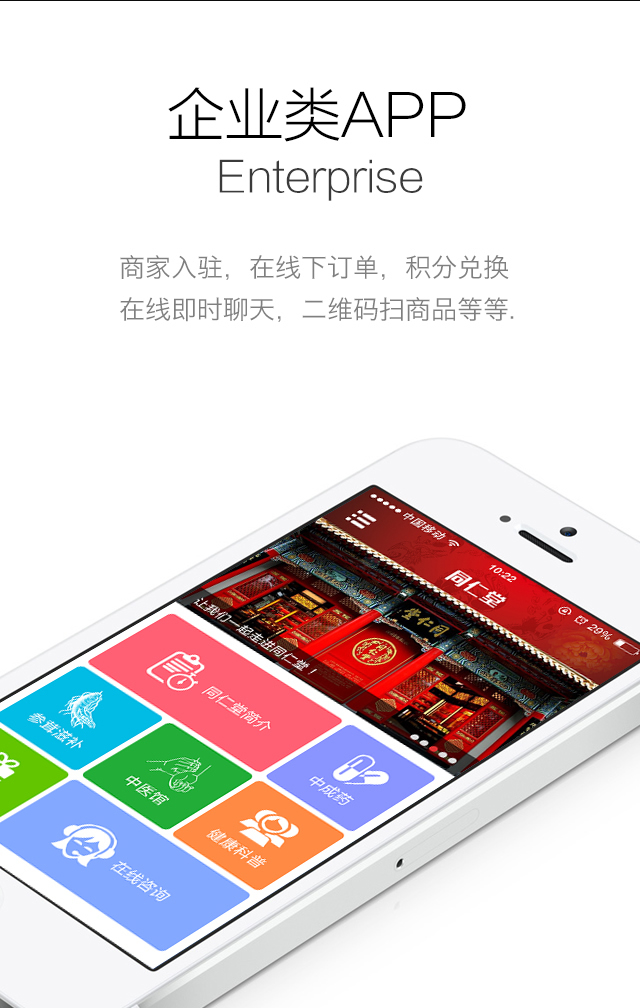 企业类APP
Enterprise
商家入驻，在线下订单，积分兑换
在线即时聊天，二维码扫商品等等.
中国移动
10:22
29%
同仁堂
同仁堂
让我们一起走进同仁堂！
同仁堂简介
参茸滋补
中医馆
中成药
健康科普
在线咨询